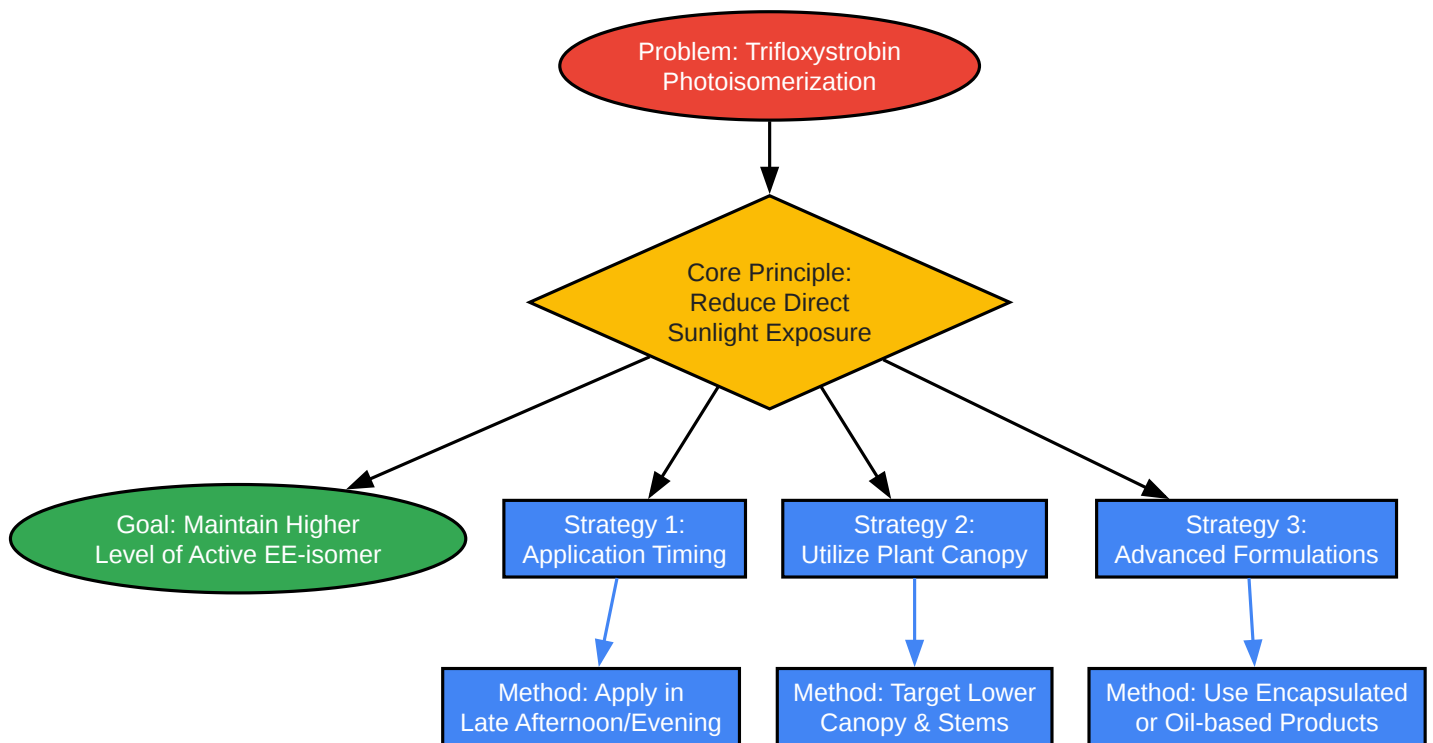 Problem: Trifloxystrobin
Photoisomerization
Core Principle:
Reduce Direct
Sunlight Exposure
Goal: Maintain Higher
Level of Active EE-isomer
Strategy 1:
Application Timing
Strategy 2:
Utilize Plant Canopy
Strategy 3:
Advanced Formulations
Method: Apply in
Late Afternoon/Evening
Method: Target Lower
Canopy & Stems
Method: Use Encapsulated
or Oil-based Products